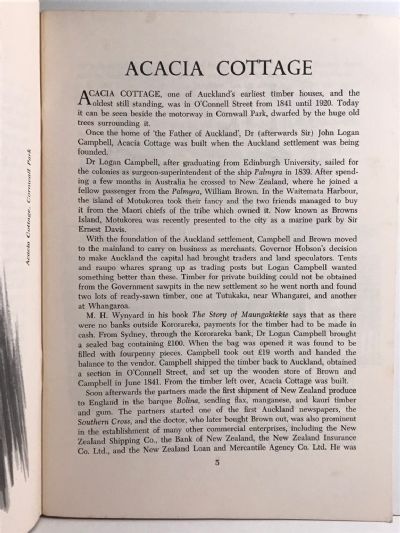 ACACIA COTTAGE
ACACIA COTTAGE, one of Auckland's earliest timber houses, and the
oldest still standing, was in O'Connell Street from 1841 until 1920. Today
it can be seen beside the motorway in Cornwall Park, dwarfed by the huge old
trees surrounding it.
Once the home of 'the Father of Auckland', Dr (afterwards Sir) John Logan
Campbell, Acacia Cottage was built when the Auckland settlement was being
founded.
Dr Logan Campbell, after graduating from Edinburgh University, sailed for
the colonies as surgeon-superintendent of the ship Palmyra in 1839. After spend-
ing a few months in Australia he crossed to New Zealand, where he joined a
fellow passenger from the Palmyra, William Brown. In the Waitemata Harbour,
the island of Motukorea took their fancy and the two friends managed to buy
it from the Maori chiefs of the tribe which owned it. Now known as Browns
Island, Motukorea was recently presented to the city as a marine park by Sir
Ernest Davis.
With the foundation of the Auckland settlement, Campbell and Brown moved
to the mainland to carry on business as merchants. Governor Hobson's decision
to make Auckland the capital had brought traders and land speculators. Tents
and raupo whares sprang up as trading posts but Logan Campbell wanted
something better than these. Timber for private building could not be obtained
from the Government sawpits in the new settlement so he went north and found
two lots of ready-sawn timber, one at Tutukaka, near Whangarei, and another
at Whangaroa.
M. H. Wynyard in his book The Story of Maungakiekie says that as there
were no banks outside Kororareka, payments for the timber had to be made in
cash. From Sydney, through the Kororareka bank, Dr Logan Campbell brought
a sealed bag containing £100. When the bag was opened it was found to be
filled with fourpenny pieces. Campbell took out £19 worth and handed the
balance to the vendor. Campbell shipped the timber back to Auckland, obtained
a section in O'Connell Street, and set up the wooden store of Brown and
Campbell in June 1841. From the timber left over, Acacia Cottage was built.
Soon afterwards the partners made the first shipment of New Zealand produce
to England in the barque Bolina, sending flax, manganese, and kauri timber
and gum. The partners started one of the first Auckland newspapers, the
Southern Cross, and the doctor, who later bought Brown out, was also prominent
in the establishment of many other commercial enterprises, including the New
Zealand Shipping Co., the Bank of New Zealand, the New Zealand Insurance
Co. Ltd., and the New Zealand Loan and Mercantile Agency Co. Ltd. He was
5
Acacia Cottage, Cornwall Park